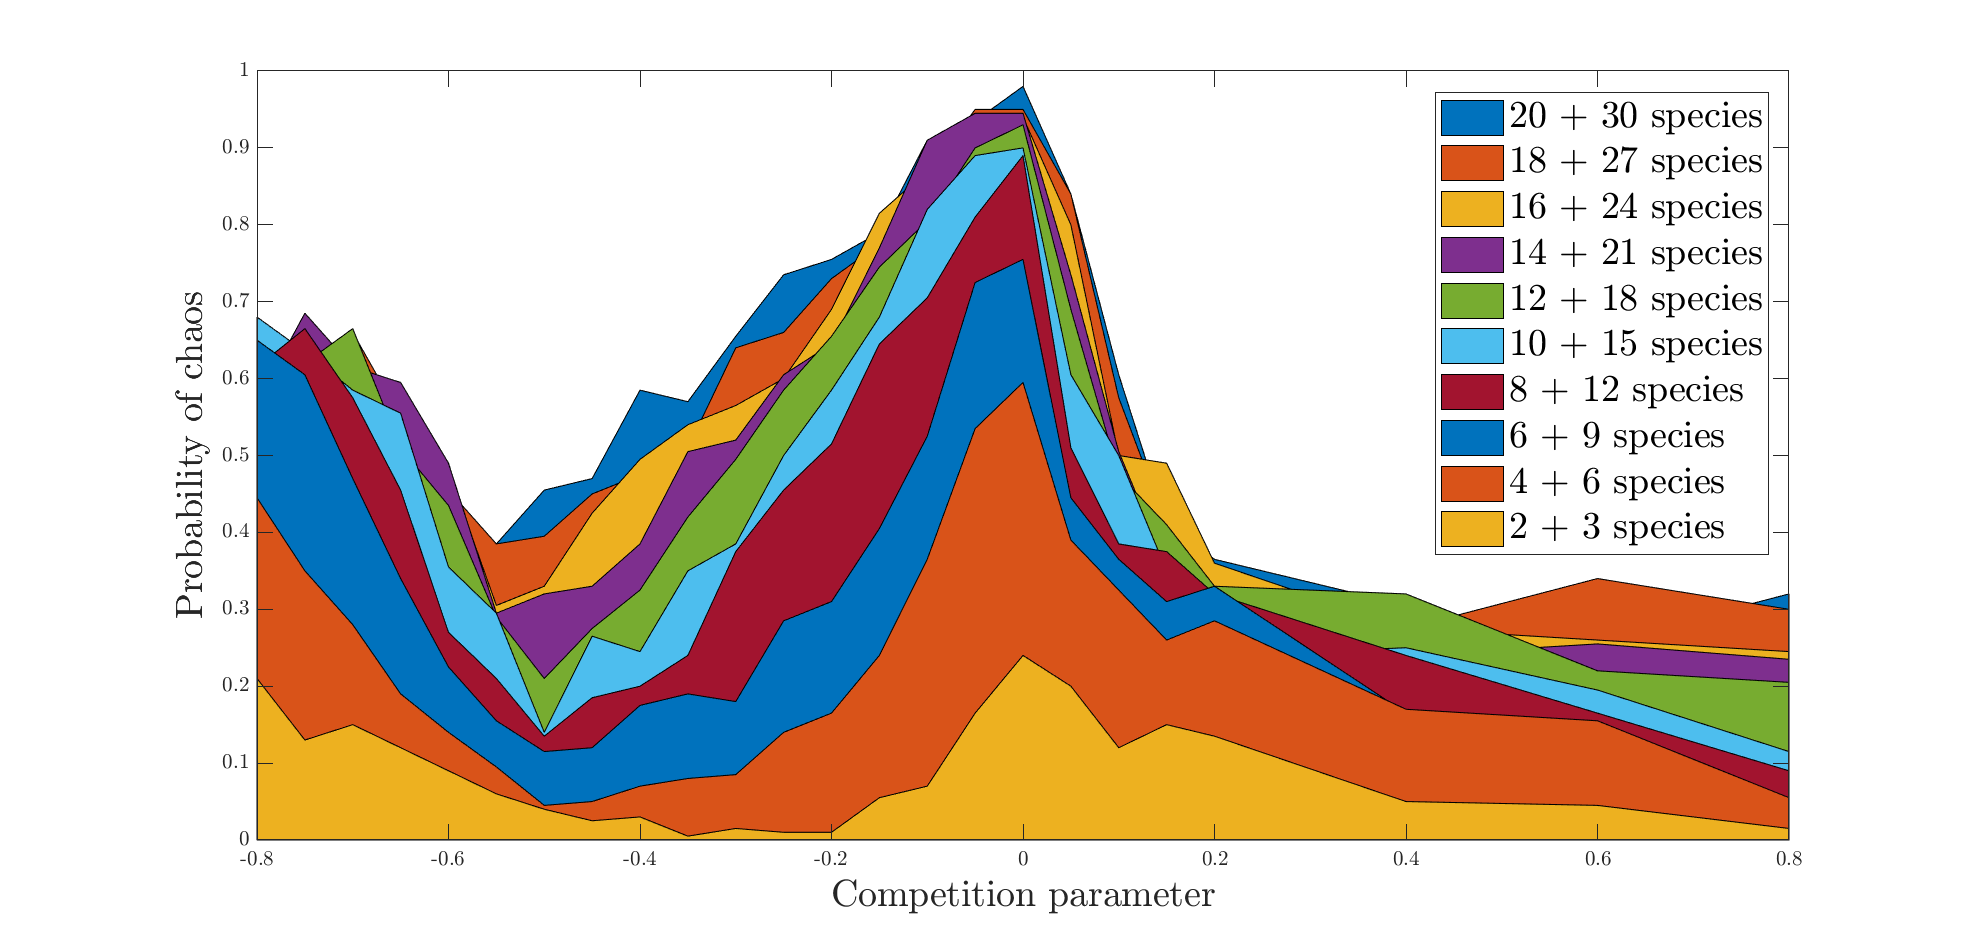 Probability of chaos
1
0.9
0.8
0.7
0.6
0.5
0.4
0.3
0.2
0.1
0
20 + 30 species
18 + 27 species
16 + 24 species
14 + 21 species
12 + 18 species
10 + 15 species
8 + 12 species
6 + 9 species
4 + 6 species
2 + 3 species
-0.8 -0.6 -0.4 -0.2 0 0.2 0.4 0.6 0.8
Competition parameter